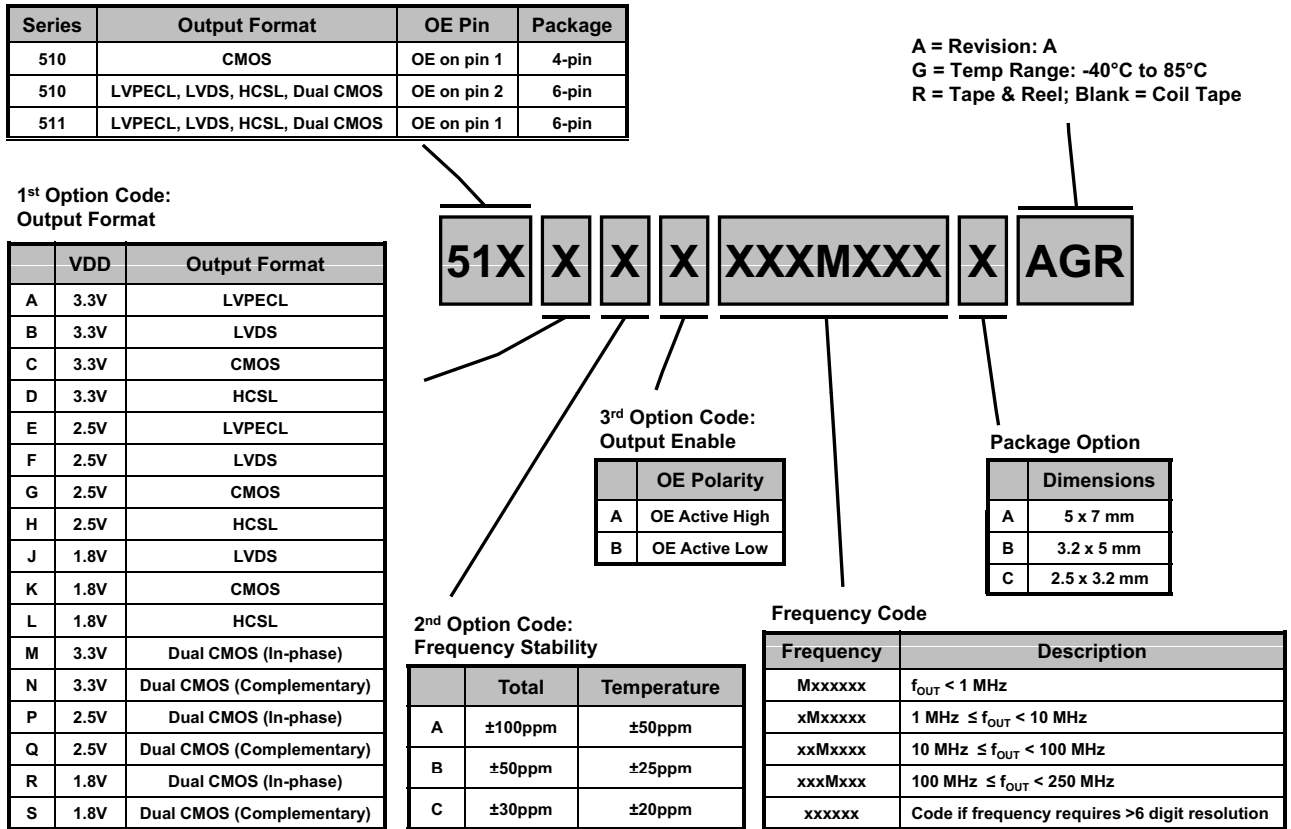 Series Output Format OE Pin Package
510 CMOS OE on pin 1 4-pin
510 LVPECL, LVDS, HCSL, Dual CMOS OE on pin 2 6-pin
511 LVPECL, LVDS, HCSL, Dual CMOS OE on pin 1 6-pin
A = Revision: A
G = Temp Range: -40°C to 85°C
R = Tape & Reel; Blank = Coil Tape
51X X X X XXXMXXX X AGR
1st Option Code:
Output Format
VDD Output Format
A 3.3V LVPECL
B 3.3V LVDS
C 3.3V CMOS
D 3.3V HCSL
E 2.5V LVPECL
F 2.5V LVDS
G 2.5V CMOS
H 2.5V HCSL
J 1.8V LVDS
K 1.8V CMOS
L 1.8V HCSL
M 3.3V Dual CMOS (In-phase)
N 3.3V Dual CMOS (Complementary)
P 2.5V Dual CMOS (In-phase)
Q 2.5V Dual CMOS (Complementary)
R 1.8V Dual CMOS (In-phase)
S 1.8V Dual CMOS (Complementary)
2nd Option Code:
Frequency Stability
Total Temperature
A ±100ppm ±50ppm
B ±50ppm ±25ppm
C ±30ppm ±20ppm
3rd Option Code:
Output Enable
OE Polarity
A OE Active High
B OE Active Low
Package Option
Dimensions
A 5 x 7 mm
B 3.2 x 5 mm
C 2.5 x 3.2 mm
Frequency Code
Frequency Description
Mxxxxxx fOUT < 1 MHz
xMxxxxx 1 MHz ≤ fOUT < 10 MHz
xxMxxxx 10 MHz ≤ fOUT < 100 MHz
xxxMxxx 100 MHz ≤ fOUT < 250 MHz
xxxxxx Code if frequency requires >6 digit resolution